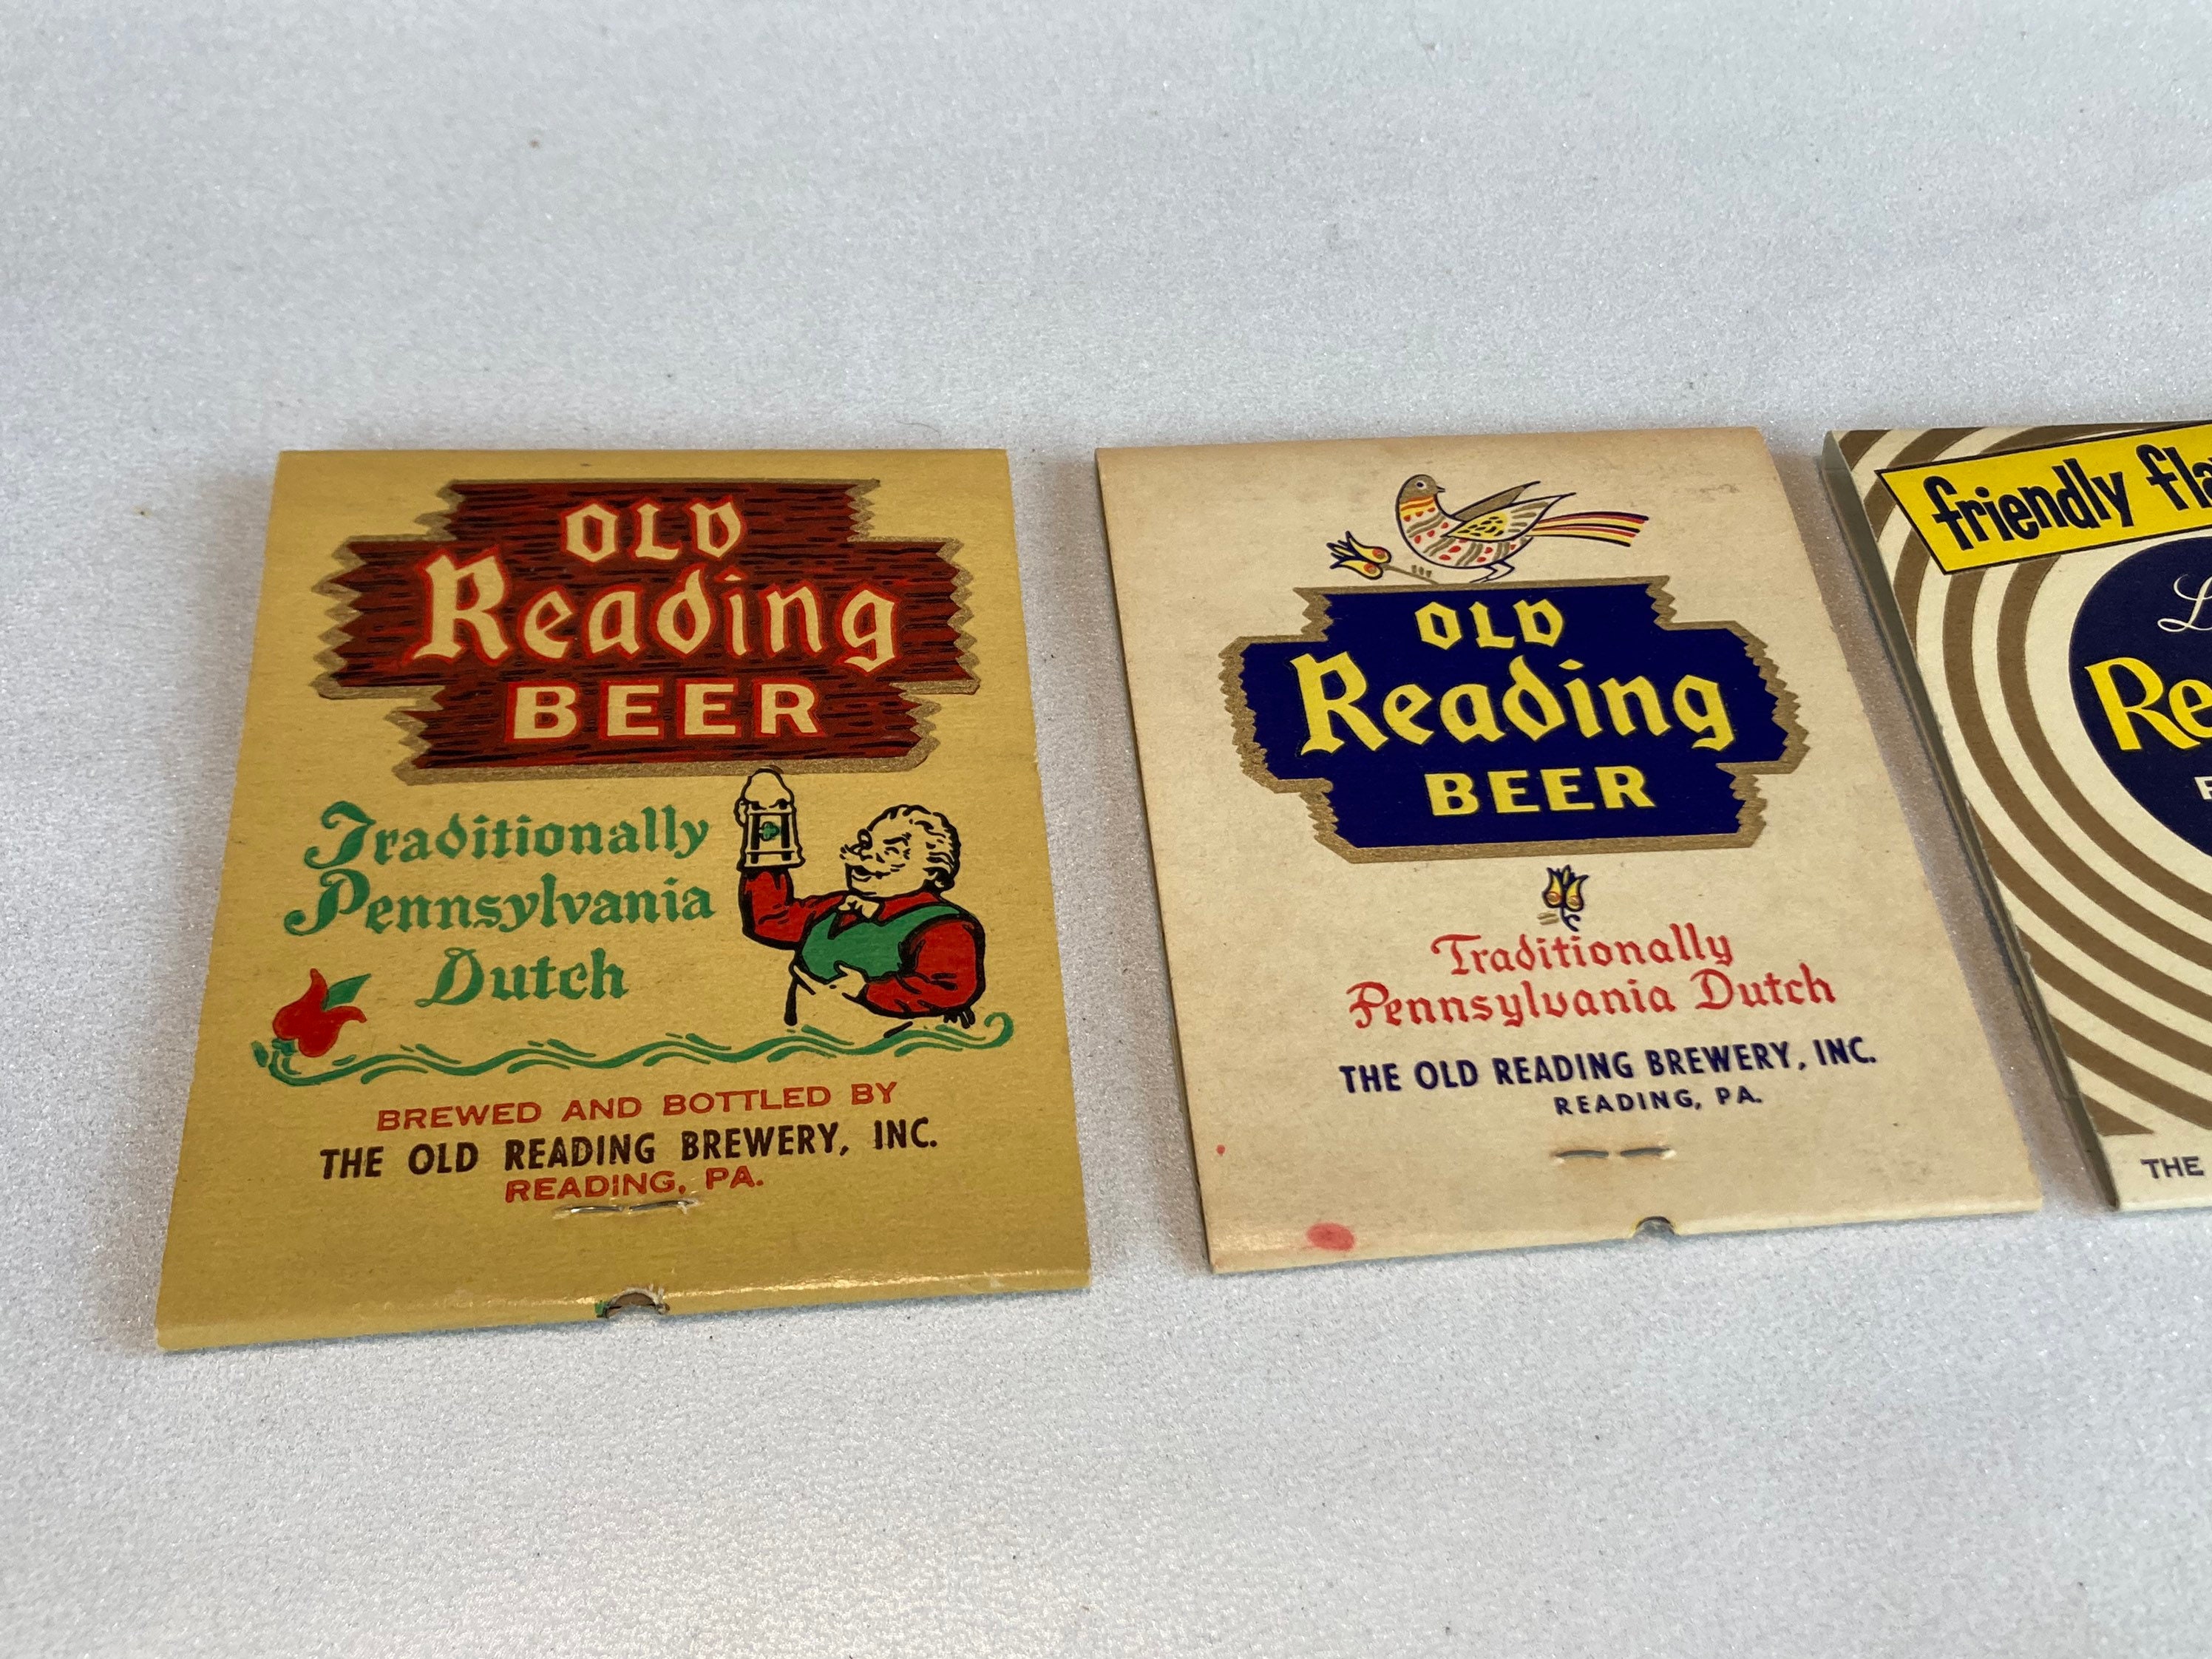 OLD
Reading
BEER
Traditionally
Pennsylvania
Dutch
BREWED AND BOTTLED BY
THE OLD READING BREWERY, INC.
READING, PA.
OLD
Reading
BEER
Traditionally
Pennsylvania Dutch
THE OLD READING BREWERY, INC.
READING, PA.
friendly
THE